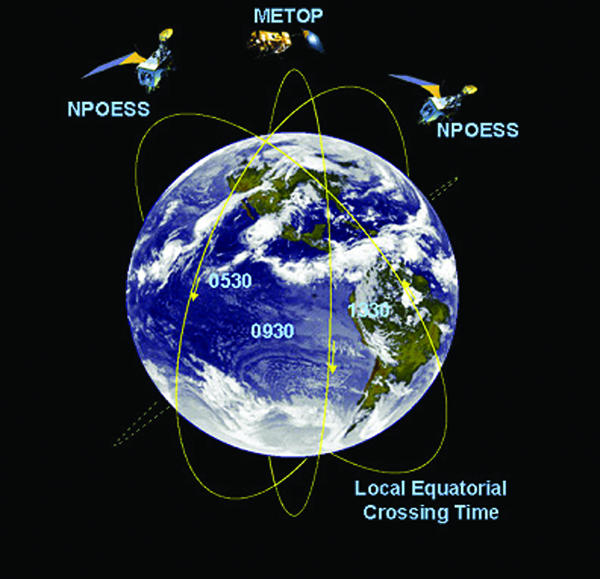 METOP
NPOESS
NPOESS
0530
0930
1330
Local Equatorial
Crossing Time